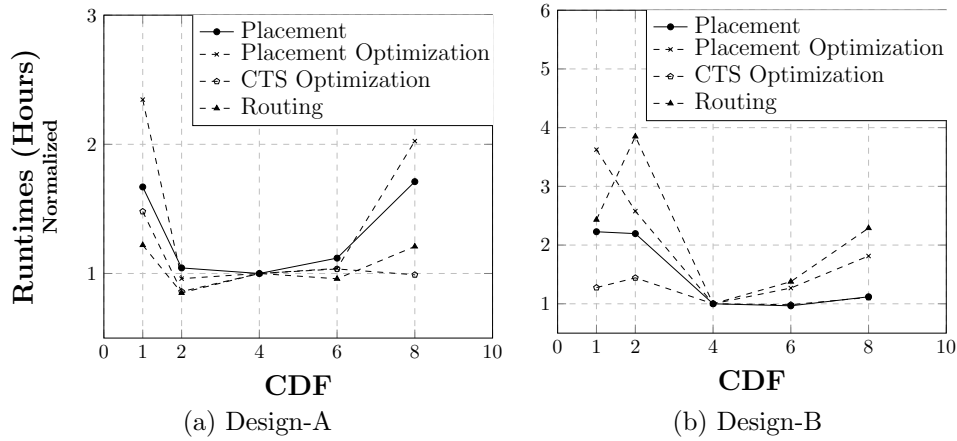 Runtimes (Hours)
Normalized
3
2
1
0
1
2
4
6
8
10
Placement
Placement Optimization
CTS Optimization
Routing
CDF
(a) Design-A
6
5
4
3
2
1
0
1
2
4
6
8
10
Placement
Placement Optimization
CTS Optimization
Routing
CDF
(b) Design-B